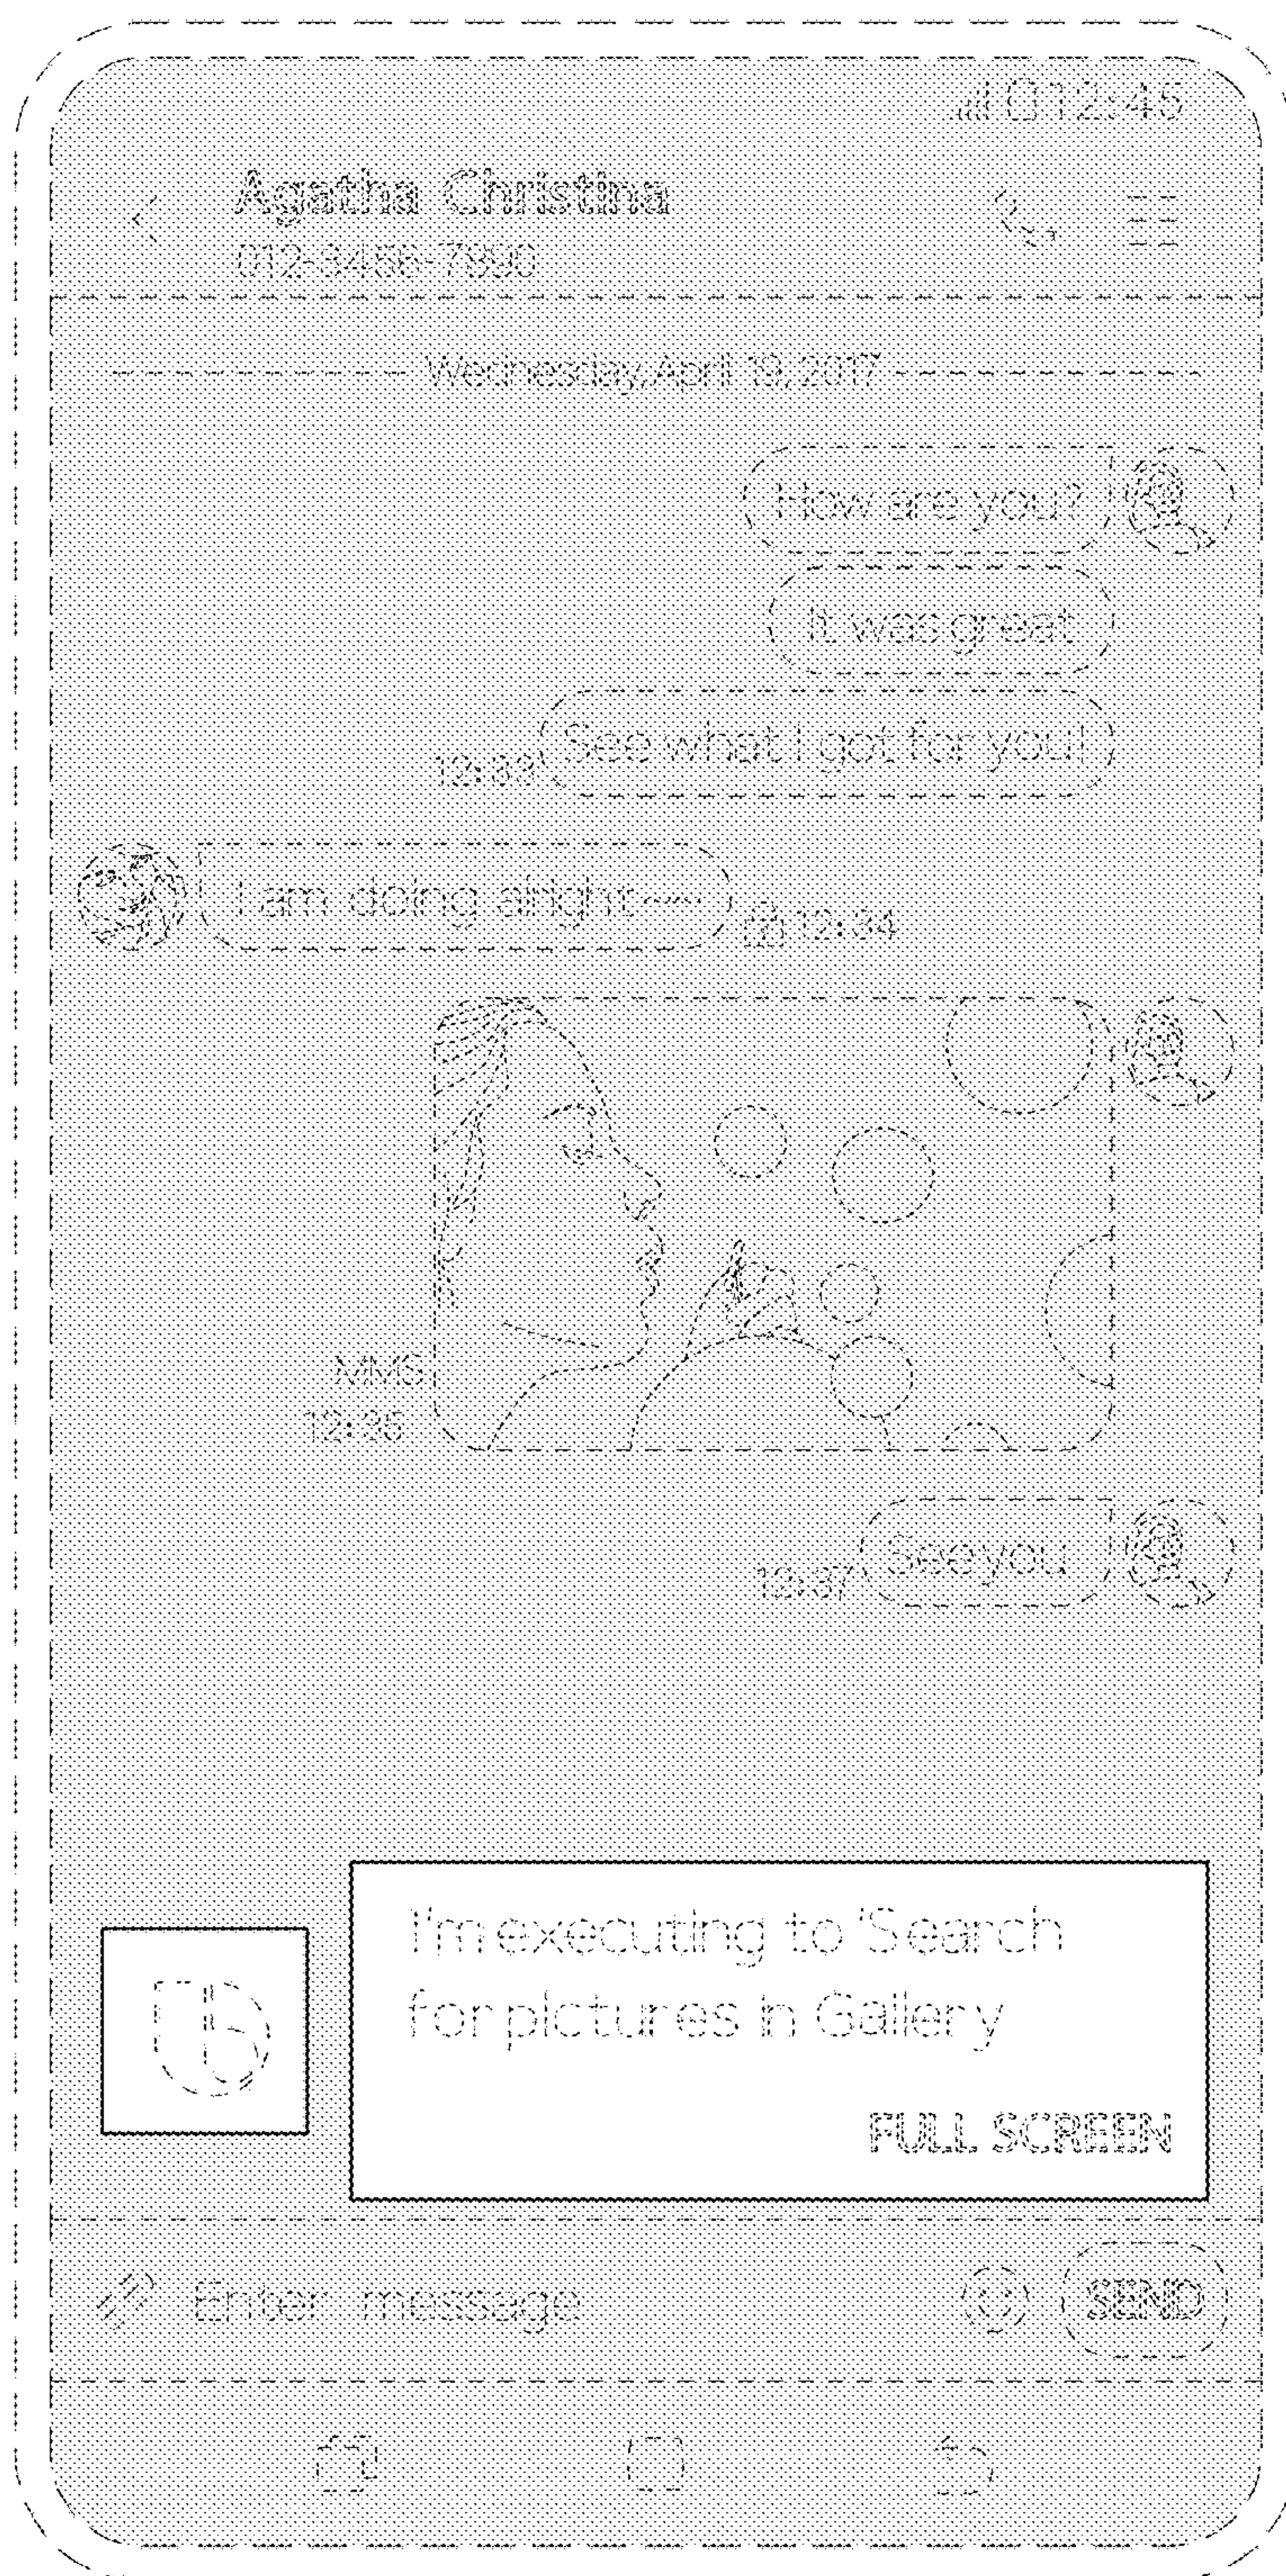 12:45
Agatha Christina
012-3456-7890
Wednesday, April 19, 2017
How are you?
It was great
See what I got for you!
12:33
I am doing alright~~
12:34
MMS
12:35
See you
12:37
I'm executing to 'Search
for pictures in Gallery
FULL SCREEN
Enter message
SEND